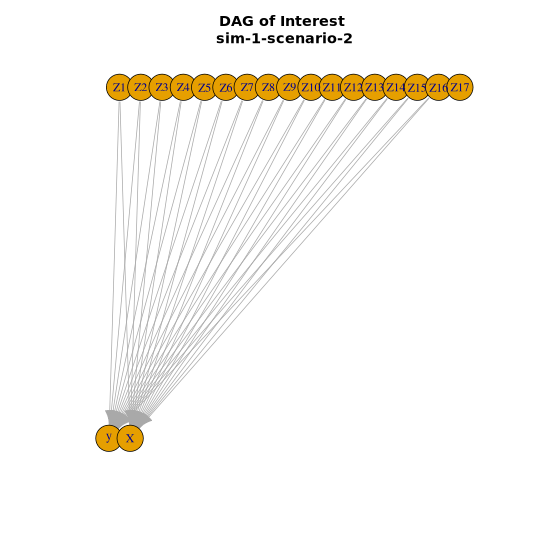 DAG of Interest
sim-1-scenario-2
Z1 Z2 Z3 Z4 Z5 Z6 Z7 Z8 Z9 Z10 Z11 Z12 Z13 Z14 Z15 Z16 Z17
y X